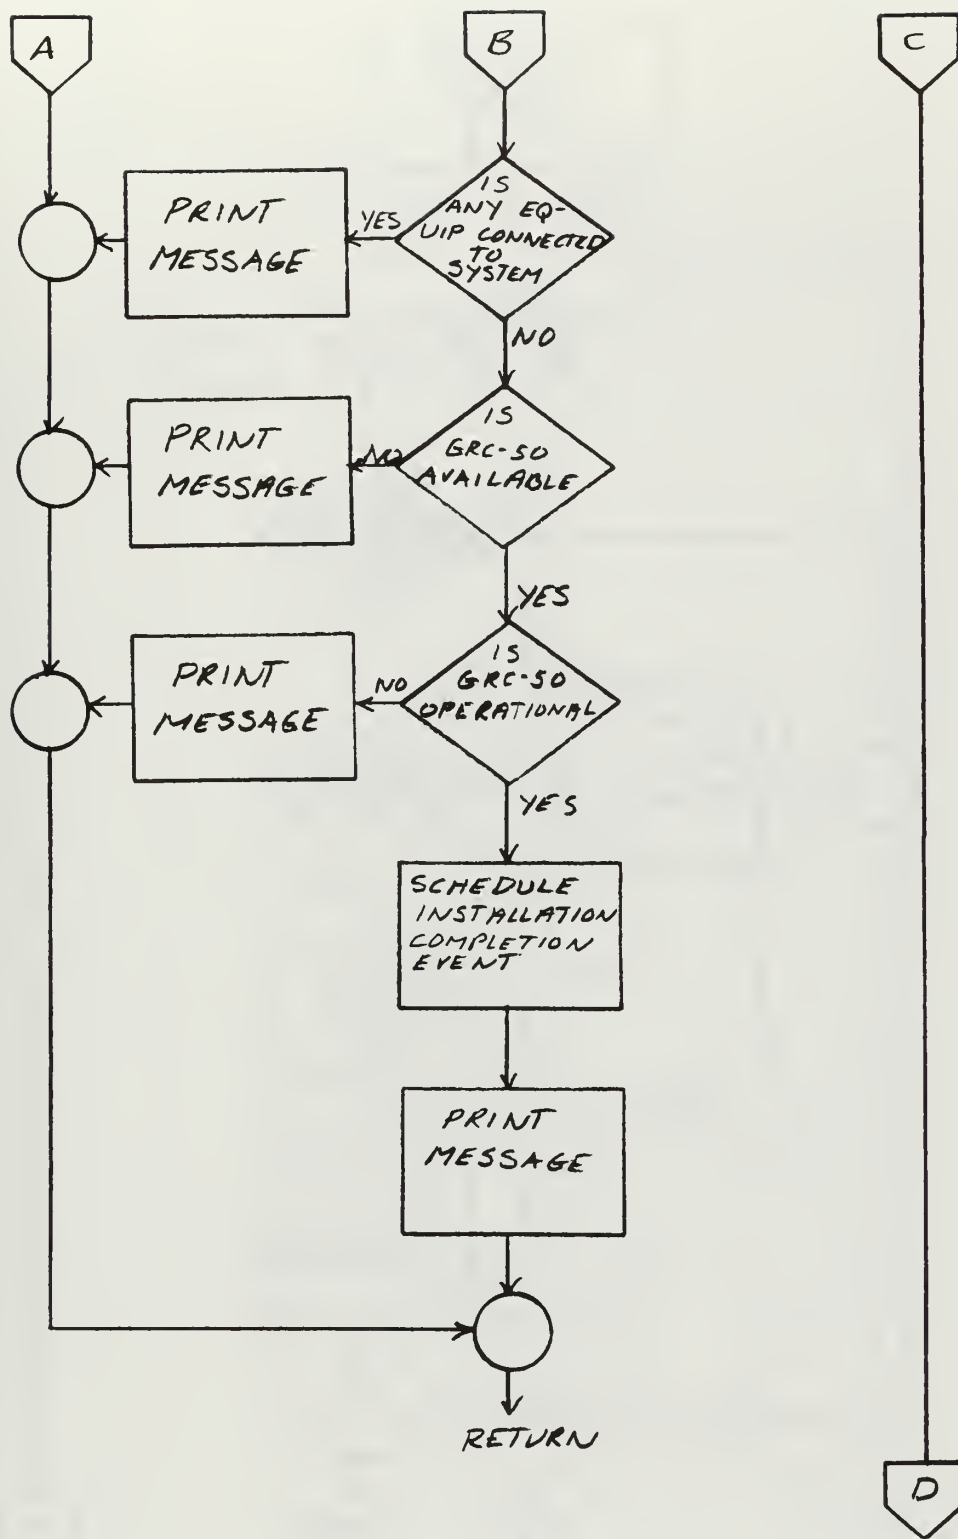 A
B
C
PRINT
MESSAGE
YES
IS
ANY EQ-
UIP CONNECTED
TO
SYSTEM
NO
PRINT
MESSAGE
NO
IS
GRC-50
AVAILABLE
YES
PRINT
MESSAGE
NO
IS
GRC-50
OPERATIONAL
YES
SCHEDULE
INSTALLATION
COMPLETION
EVENT
PRINT
MESSAGE
RETURN
D